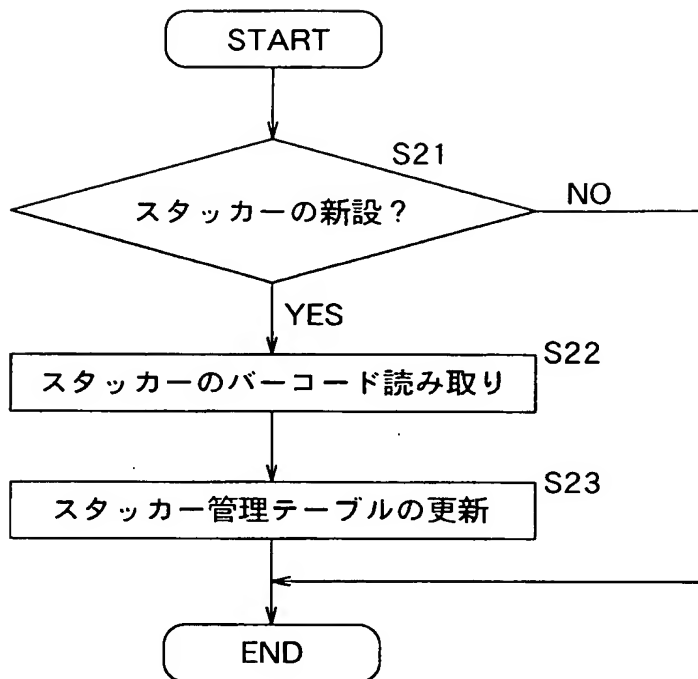 START
S21
スタッカーの新設？
NO
YES
S22
スタッカーのバーコード読み取り
S23
スタッカー管理テーブルの更新
END